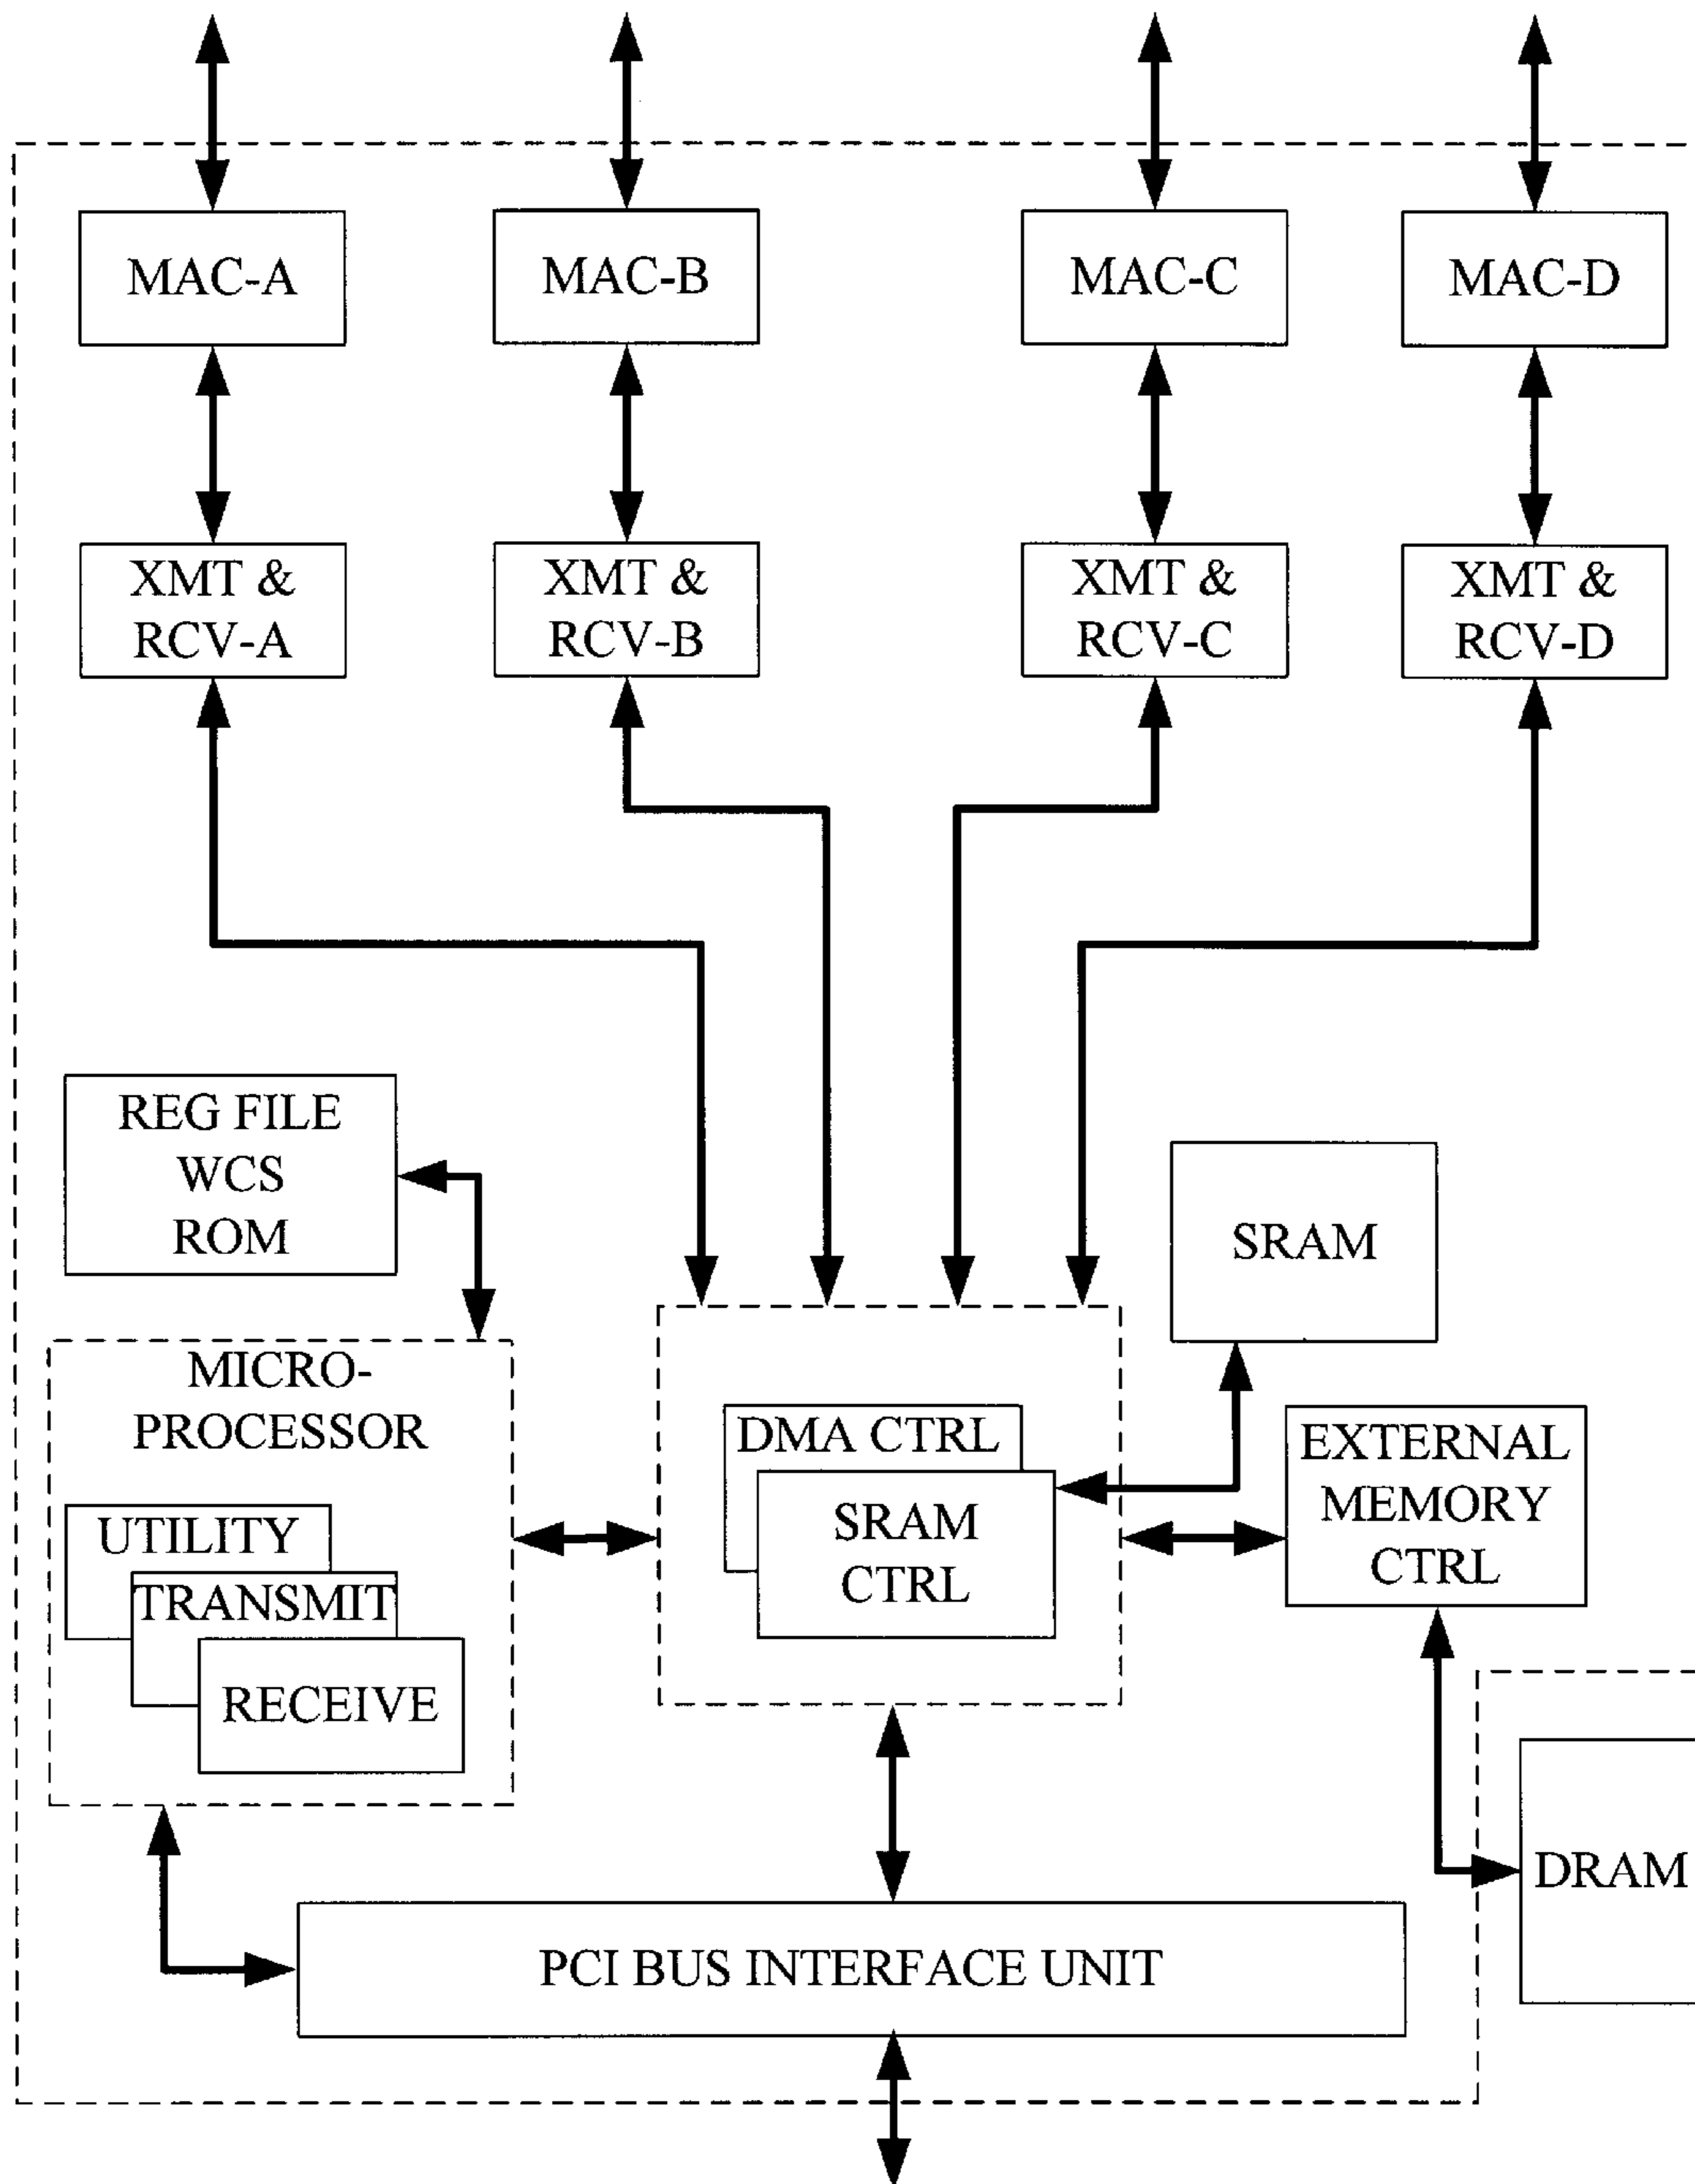 MAC-A
MAC-B
MAC-C
MAC-D
XMT &
RCV-A
XMT &
RCV-B
XMT &
RCV-C
XMT &
RCV-D
REG FILE
WCS
ROM
SRAM
MICRO-
PROCESSOR
UTILITY
TRANSMIT
RECEIVE
DMA CTRL
SRAM
CTRL
EXTERNAL
MEMORY
CTRL
DRAM
PCI BUS INTERFACE UNIT